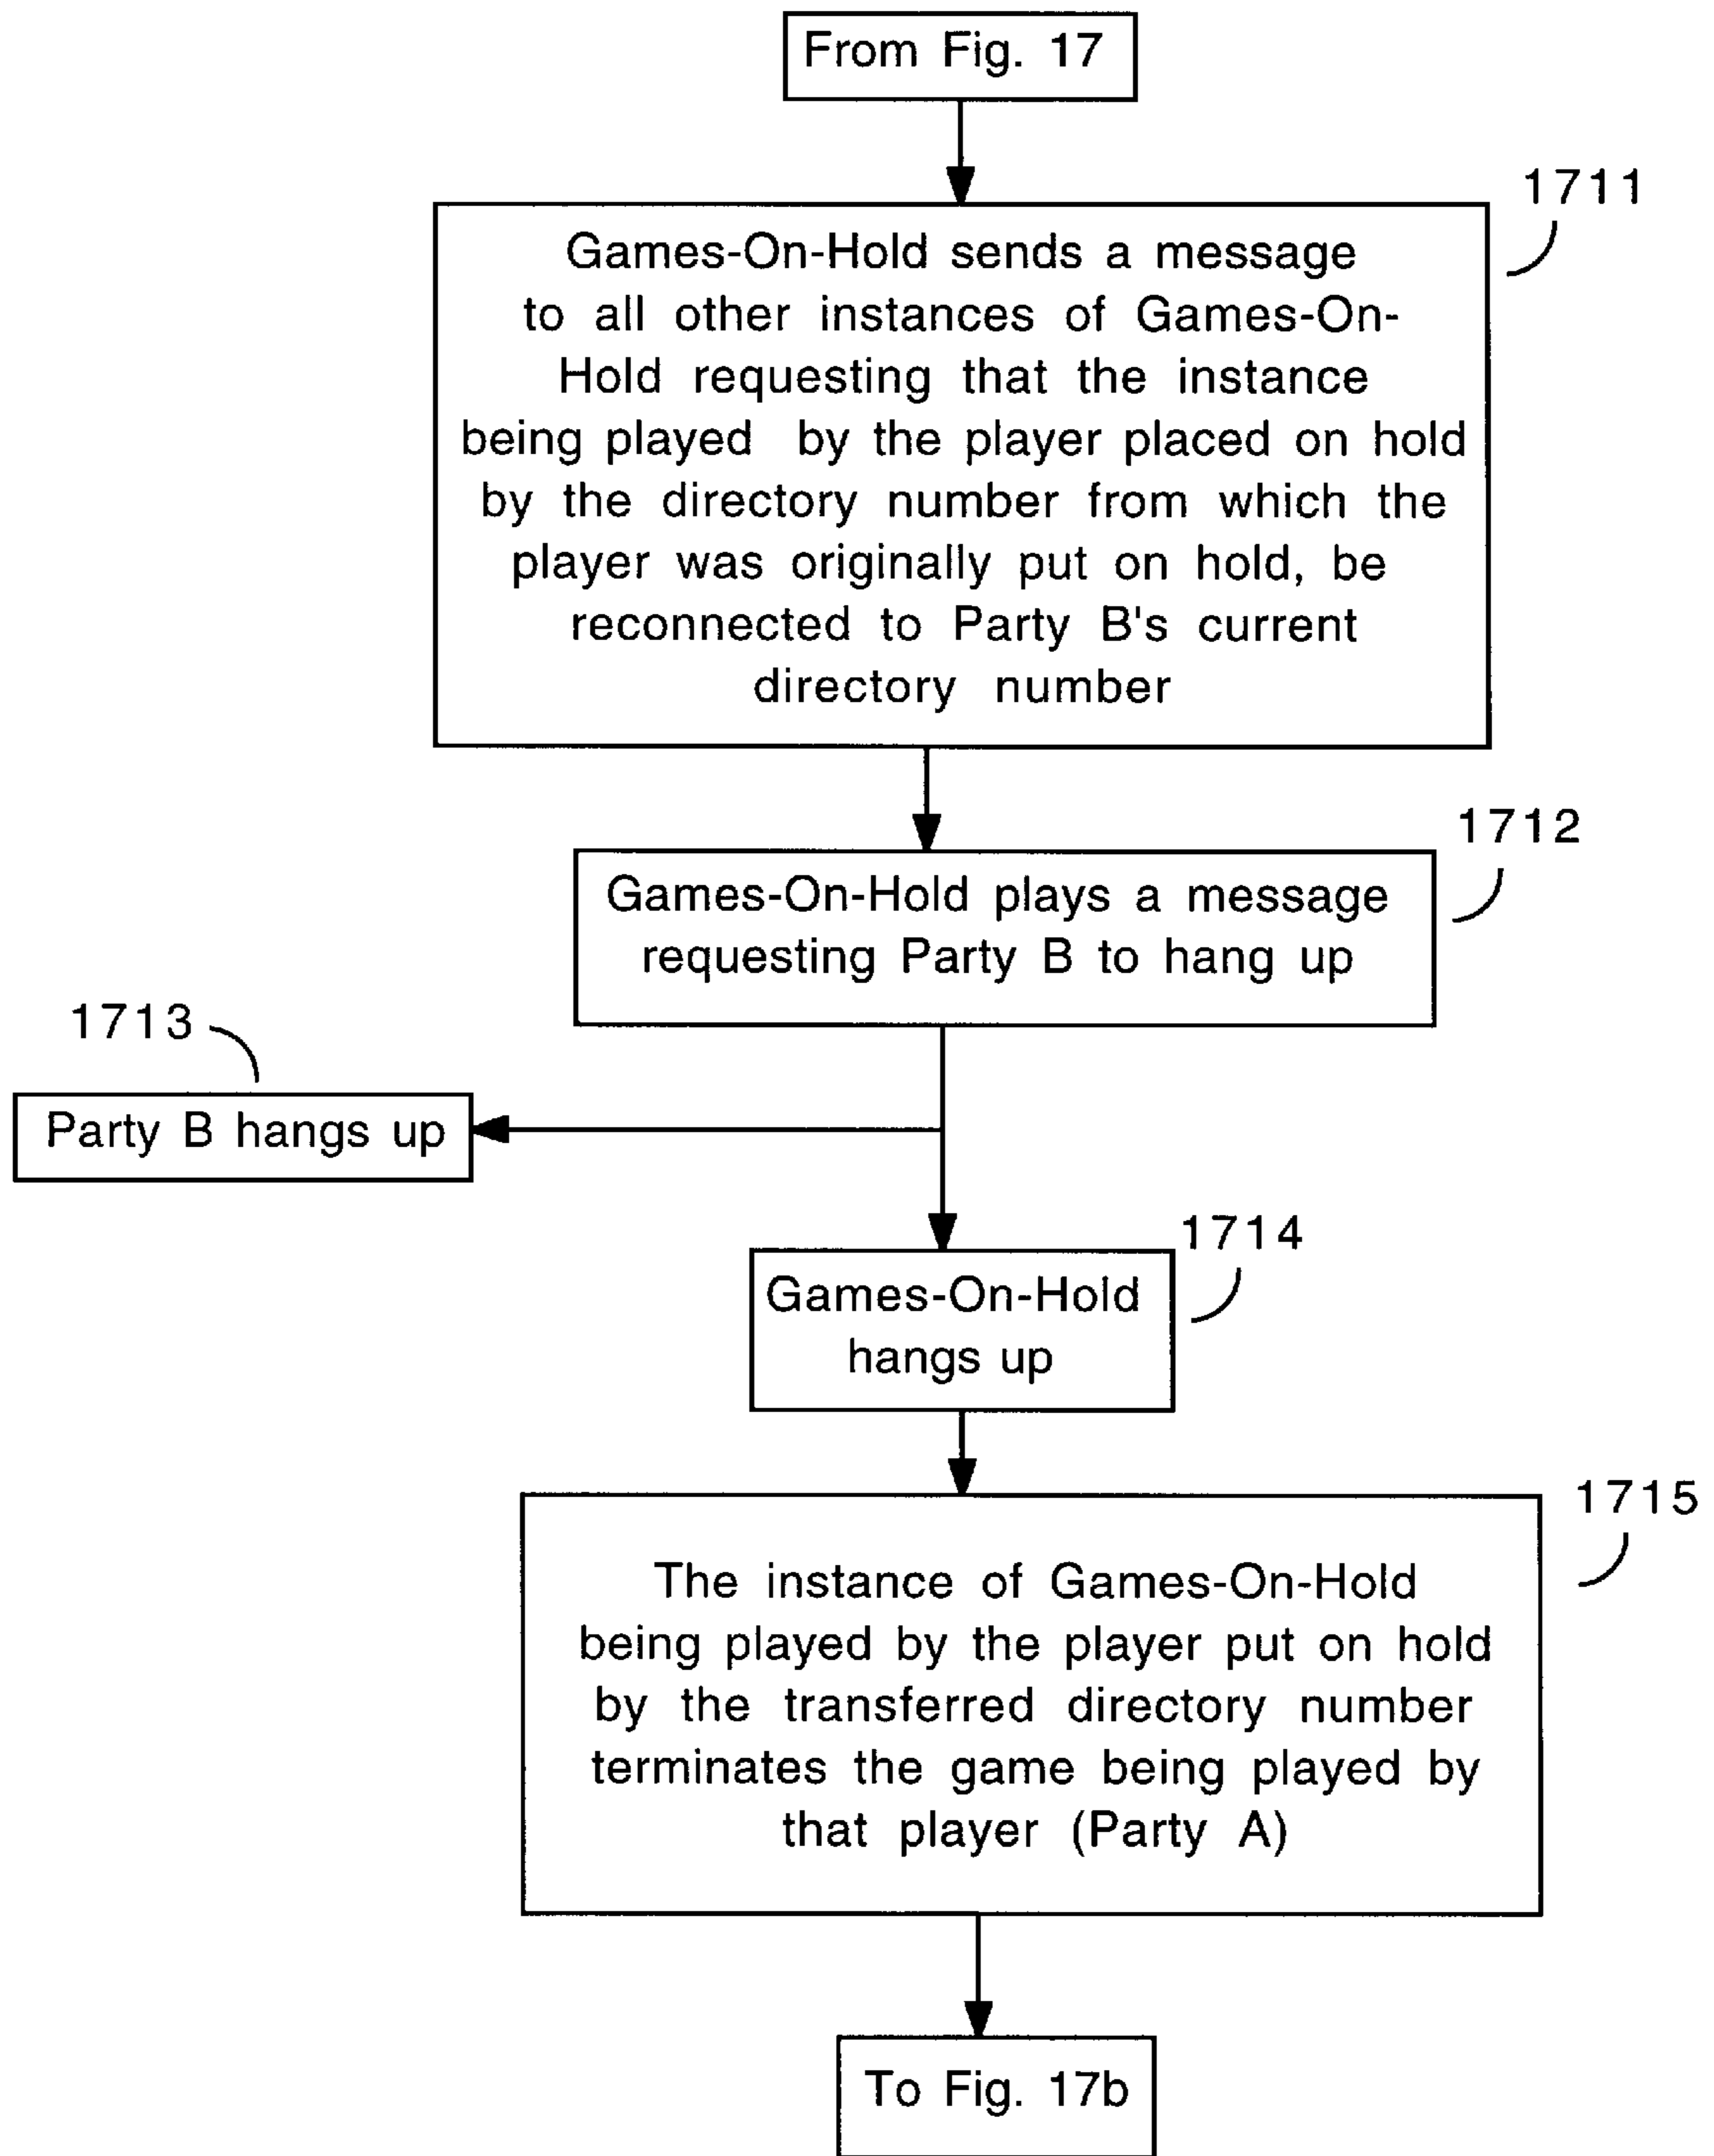 From Fig. 17
1711
Games-On-Hold sends a message
to all other instances of Games-On-
Hold requesting that the instance
being played by the player placed on hold
by the directory number from which the
player was originally put on hold, be
reconnected to Party B's current
directory number
1712
Games-On-Hold plays a message
requesting Party B to hang up
1713
Party B hangs up
1714
Games-On-Hold
hangs up
1715
The instance of Games-On-Hold
being played by the player put on hold
by the transferred directory number
terminates the game being played by
that player (Party A)
To Fig. 17b